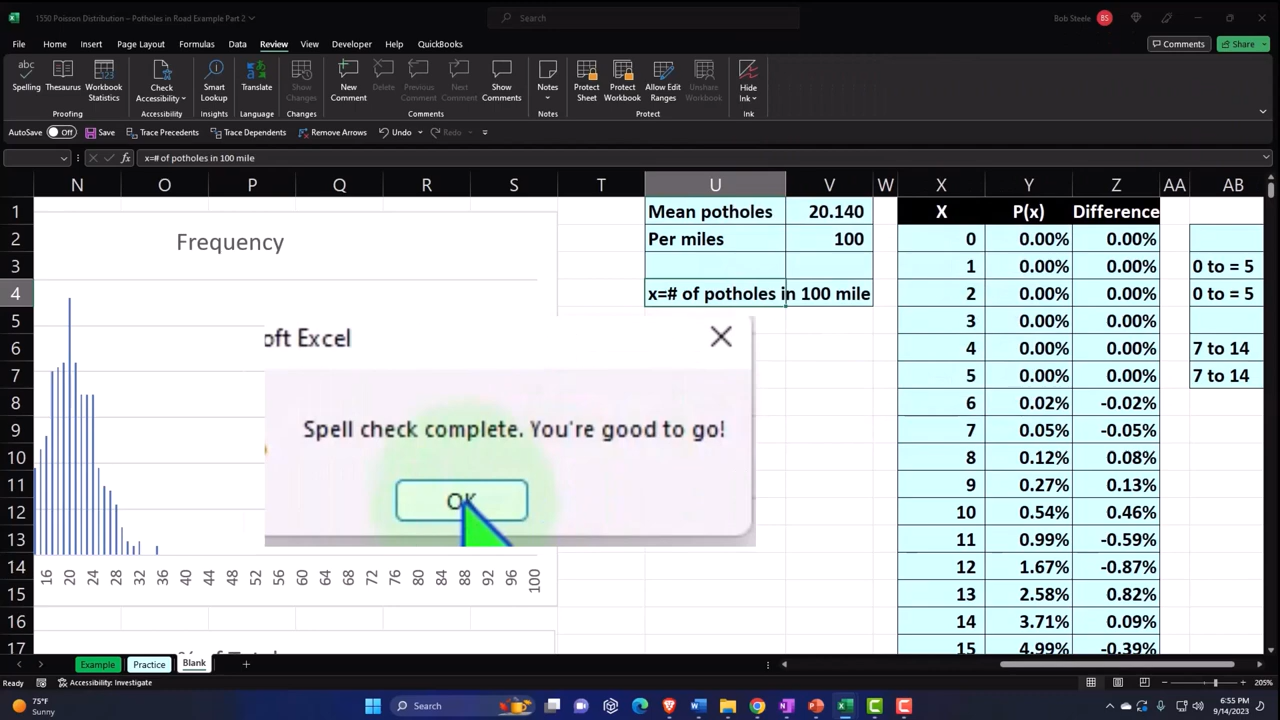 1550 Poisson Distribution – Potholes in Road Example Part 2
Search
Bob Steele
BS
File Home Insert Page Layout Formulas Data Review View Developer Help QuickBooks
Comments
Share
abc
Spelling
Thesaurus
Workbook Statistics
Check Accessibility
Smart Lookup
Translate
Show Changes
New Comment
Delete
Previous Comment
Next Comment
Show Comments
Notes
Protect Sheet
Protect Workbook
Allow Edit Ranges
Unshare Workbook
Hide Ink
Proofing Accessibility Insights Language Changes Comments Notes Protect Ink
AutoSave Off Save Trace Precedents Trace Dependents Remove Arrows Undo Redo
fx x=# of potholes in 100 mile
N O P Q R S T U V W X Y Z AA AB
1 Mean potholes 20.140 X P(x) Difference
2 Per miles 100 0 0.00% 0.00%
3 1 0.00% 0.00% 0 to = 5
4 x=# of potholes in 100 mile 2 0.00% 0.00% 0 to = 5
5 3 0.00% 0.00%
6 4 0.00% 0.00% 7 to 14
7 5 0.00% 0.00% 7 to 14
8 6 0.02% -0.02%
9 7 0.05% -0.05%
10 8 0.12% 0.08%
11 9 0.27% 0.13%
12 10 0.54% 0.46%
13 11 0.99% -0.59%
14 12 1.67% -0.87%
15 13 2.58% 0.82%
16 14 3.71% 0.09%
17 15 4.99% -0.39%
Frequency
16 20 24 28 32 36 40 44 48 52 56 60 64 68 72 76 80 84 88 92 96 100
oft Excel
Spell check complete. You're good to go!
OK
Example Practice Blank
Ready Accessibility: Investigate
205%
75°F
Sunny
Search
6:55 PM
9/14/2023